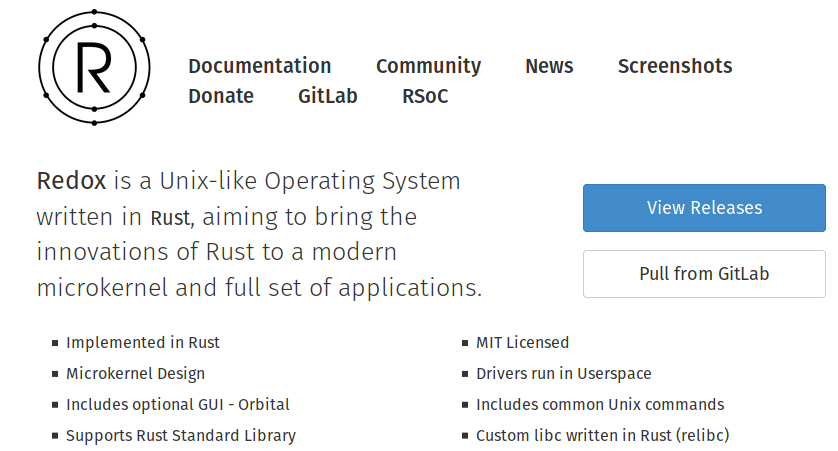 R
Documentation Community News Screenshots
Donate GitLab RSoC
Redox is a Unix-like Operating System
written in Rust, aiming to bring the
innovations of Rust to a modern
microkernel and full set of applications.
View Releases
Pull from GitLab
Implemented in Rust
Microkernel Design
Includes optional GUI - Orbital
Supports Rust Standard Library
MIT Licensed
Drivers run in Userspace
Includes common Unix commands
Custom libc written in Rust (relibc)